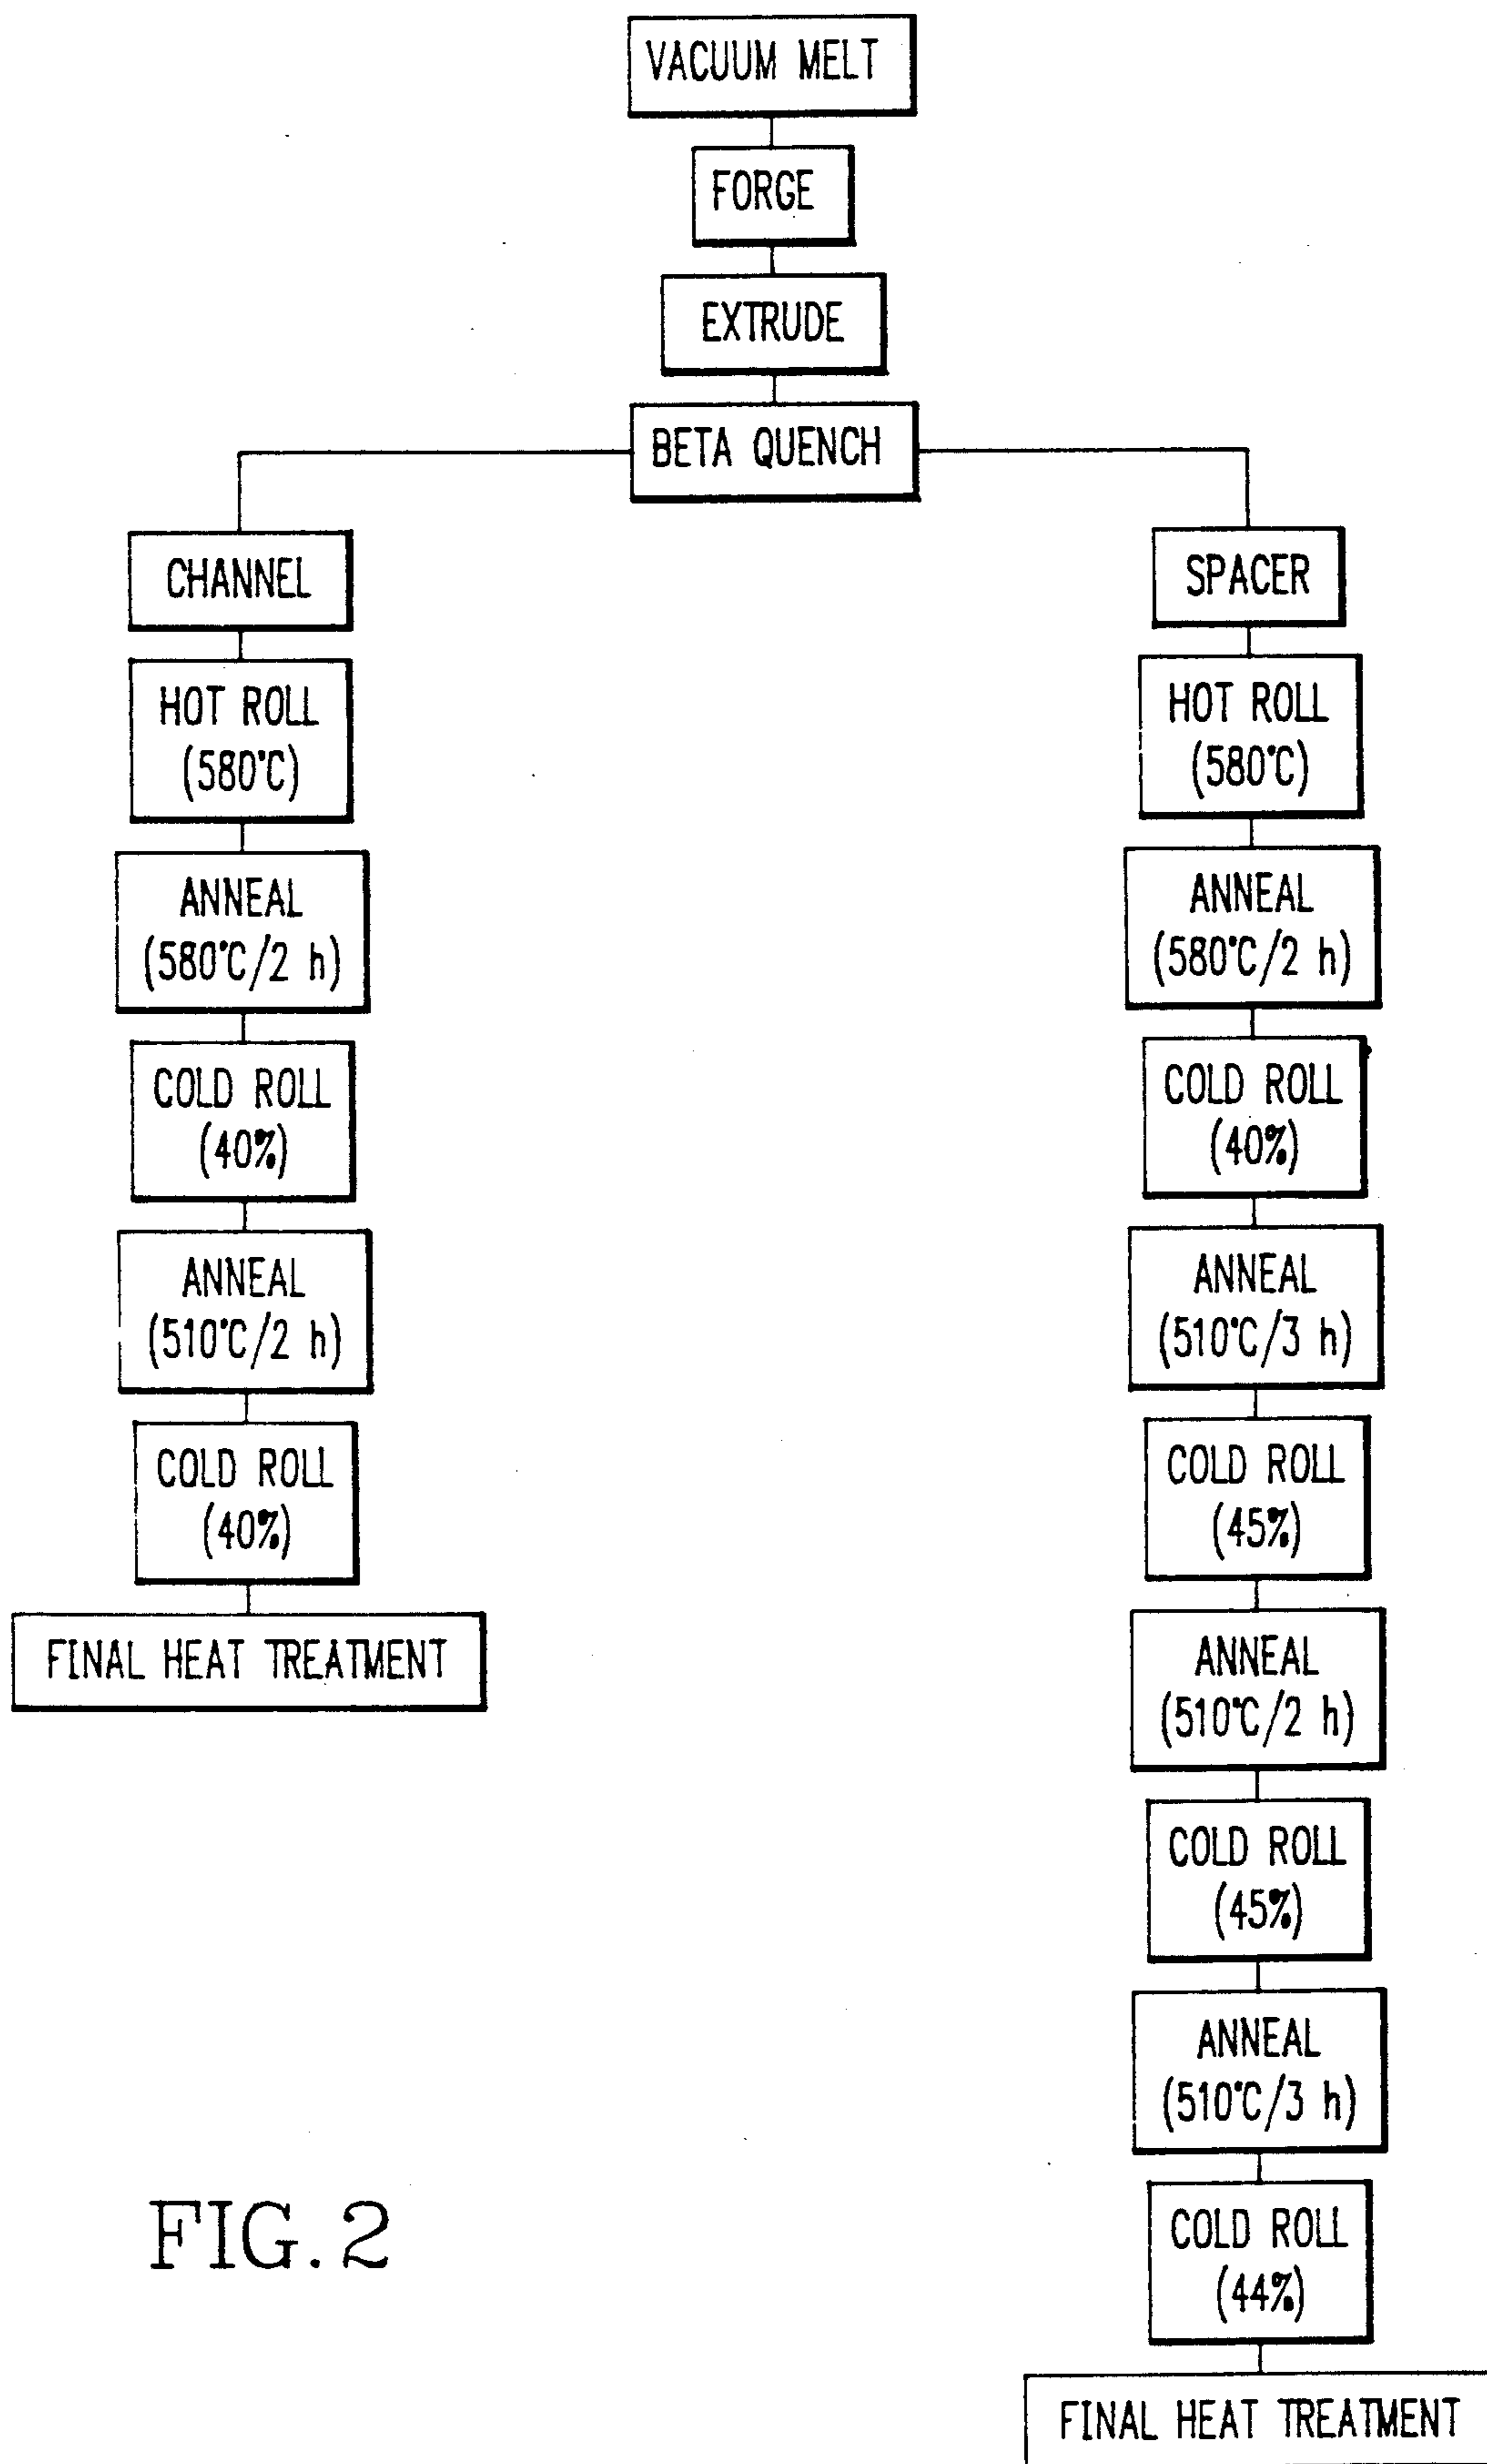 VACUUM MELT
FORGE
EXTRUDE
BETA QUENCH
CHANNEL
HOT ROLL
(580°C)
ANNEAL
(580°C/2 h)
COLD ROLL
(40%)
ANNEAL
(510°C/2 h)
COLD ROLL
(40%)
FINAL HEAT TREATMENT
SPACER
HOT ROLL
(580°C)
ANNEAL
(580°C/2 h)
COLD ROLL
(40%)
ANNEAL
(510°C/3 h)
COLD ROLL
(45%)
ANNEAL
(510°C/2 h)
COLD ROLL
(45%)
ANNEAL
(510°C/3 h)
COLD ROLL
(44%)
FINAL HEAT TREATMENT
FIG. 2